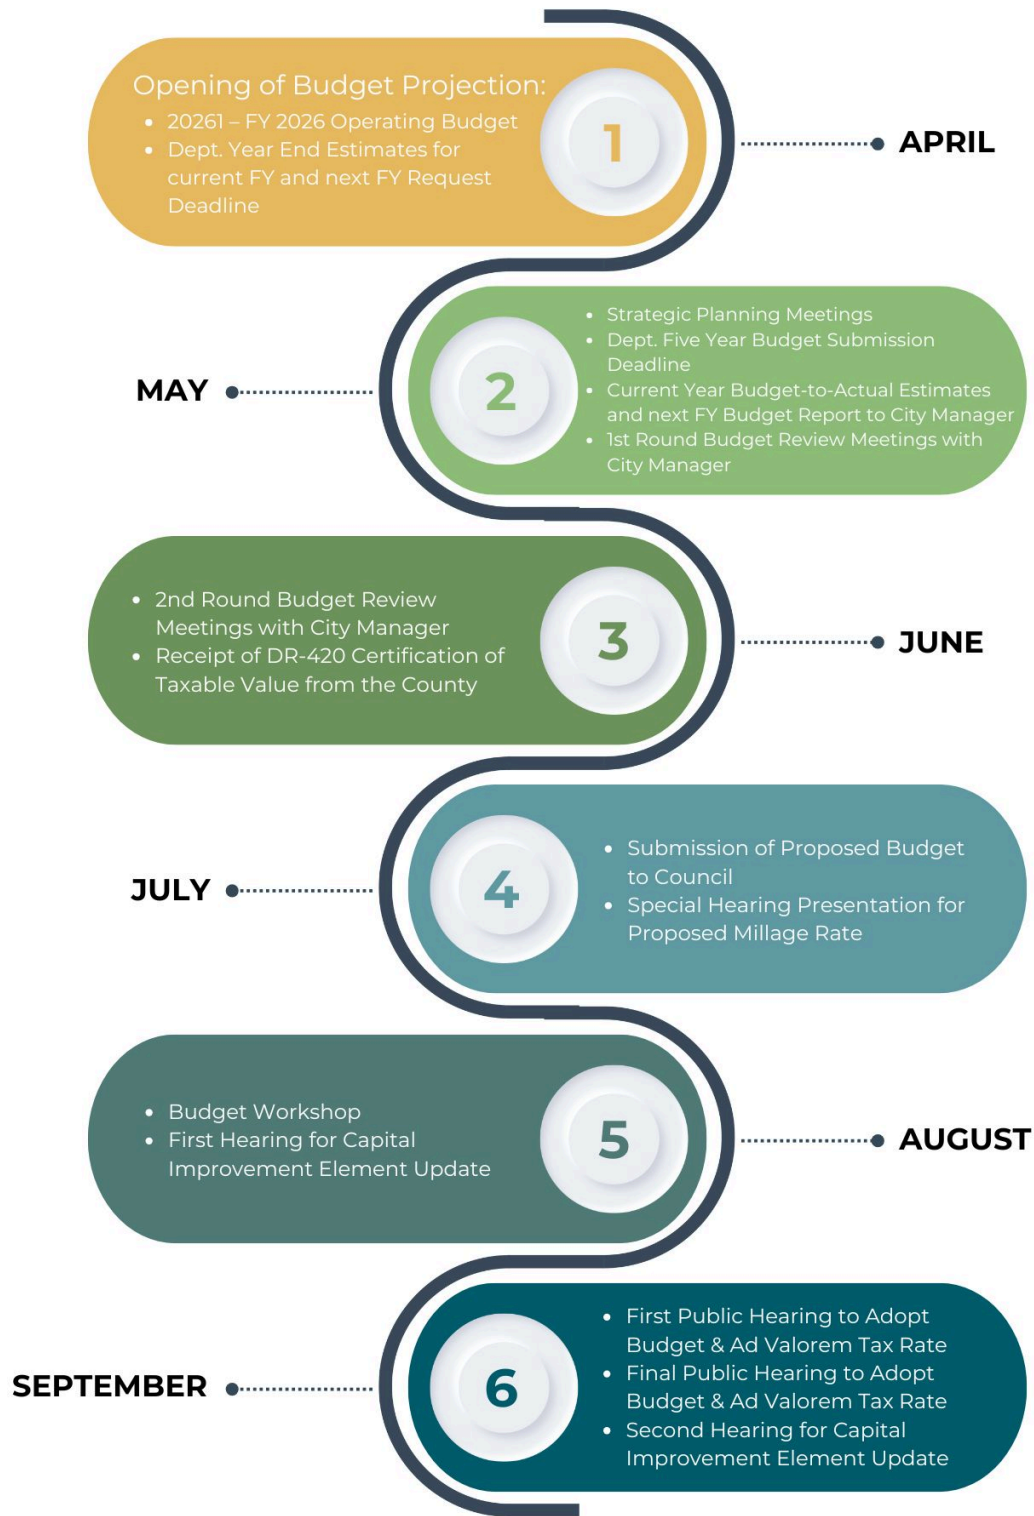 Opening of Budget Projection:
• 20261 – FY 2026 Operating Budget
• Dept. Year End Estimates for
current FY and next FY Request
Deadline
1
APRIL
MAY
2
• Strategic Planning Meetings
• Dept. Five Year Budget Submission
Deadline
• Current Year Budget-to-Actual Estimates
and next FY Budget Report to City Manager
• 1st Round Budget Review Meetings with
City Manager
• 2nd Round Budget Review
Meetings with City Manager
• Receipt of DR-420 Certification of
Taxable Value from the County
3
JUNE
JULY
4
• Submission of Proposed Budget
to Council
• Special Hearing Presentation for
Proposed Millage Rate
• Budget Workshop
• First Hearing for Capital
Improvement Element Update
5
AUGUST
SEPTEMBER
6
• First Public Hearing to Adopt
Budget & Ad Valorem Tax Rate
• Final Public Hearing to Adopt
Budget & Ad Valorem Tax Rate
• Second Hearing for Capital
Improvement Element Update